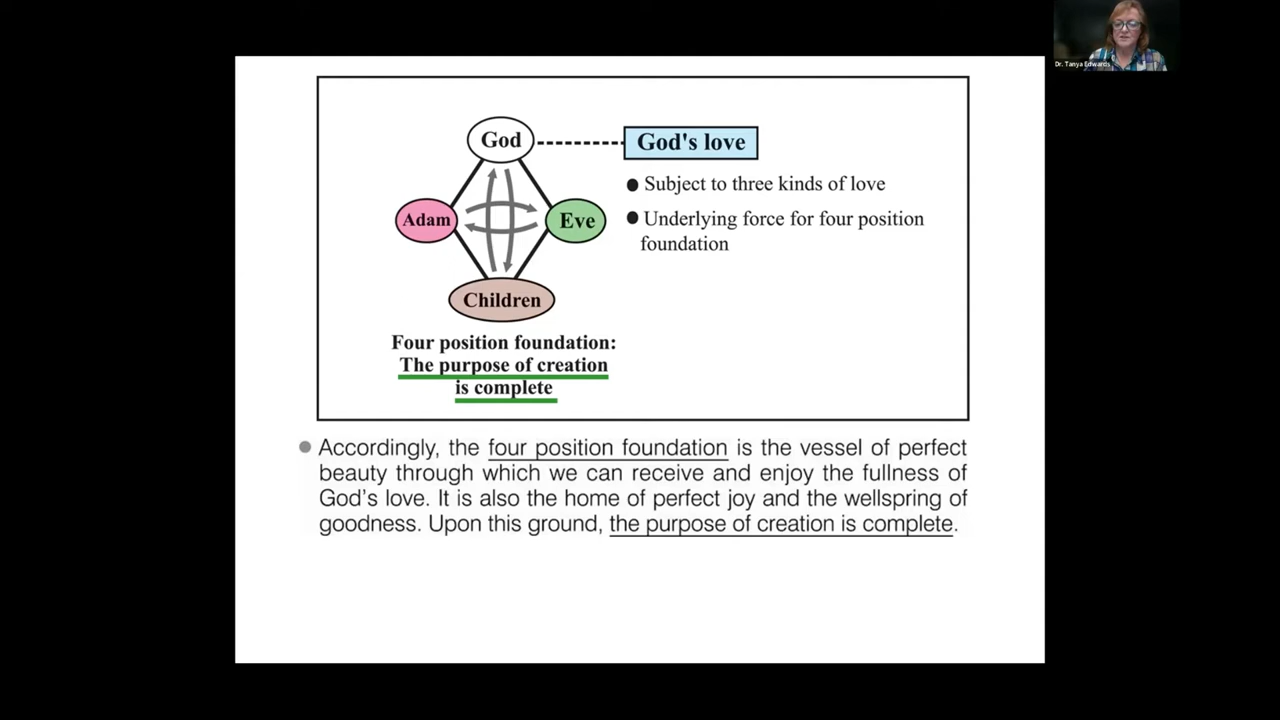 Dr. Tanya Edwards
God
God's love
Subject to three kinds of love
Adam
Eve
Underlying force for four position
foundation
Children
Four position foundation:
The purpose of creation
is complete
Accordingly, the four position foundation is the vessel of perfect
beauty through which we can receive and enjoy the fullness of
God's love. It is also the home of perfect joy and the wellspring of
goodness. Upon this ground, the purpose of creation is complete.